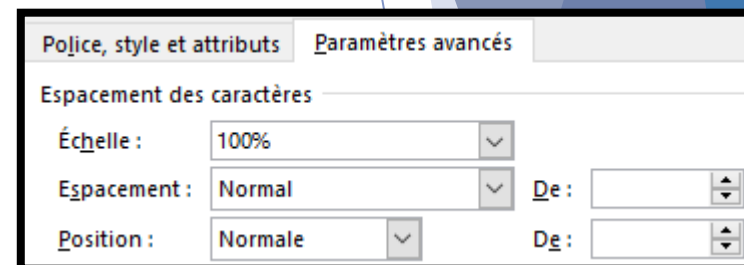 Police, style et attributs Paramètres avancés
Espacement des caractères
Échelle : 100%
Espacement : Normal De :
Position : Normale De :